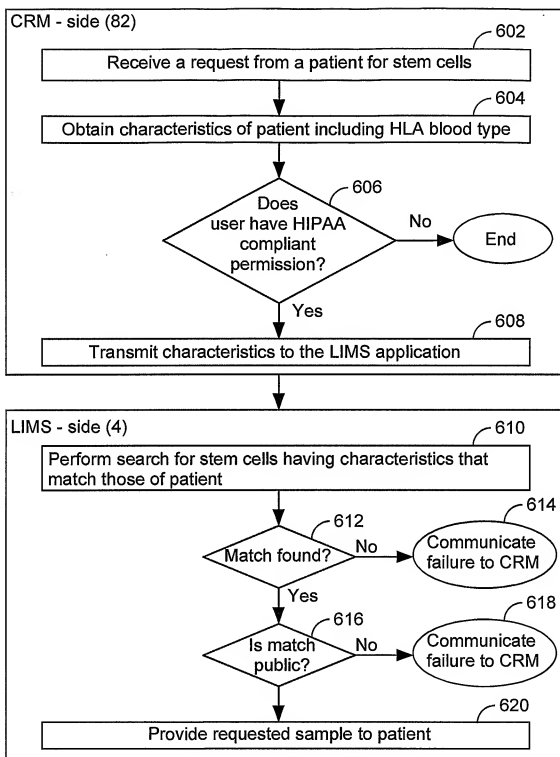 CRM - side (82)
602
Receive a request from a patient for stem cells
604
Obtain characteristics of patient including HLA blood type
606
Does
user have HIPAA
compliant
permission?
No
End
Yes
608
Transmit characteristics to the LIMS application
LIMS - side (4)
610
Perform search for stem cells having characteristics that
match those of patient
612
Match found?
No
614
Communicate
failure to CRM
Yes
616
Is match
public?
No
618
Communicate
failure to CRM
620
Provide requested sample to patient